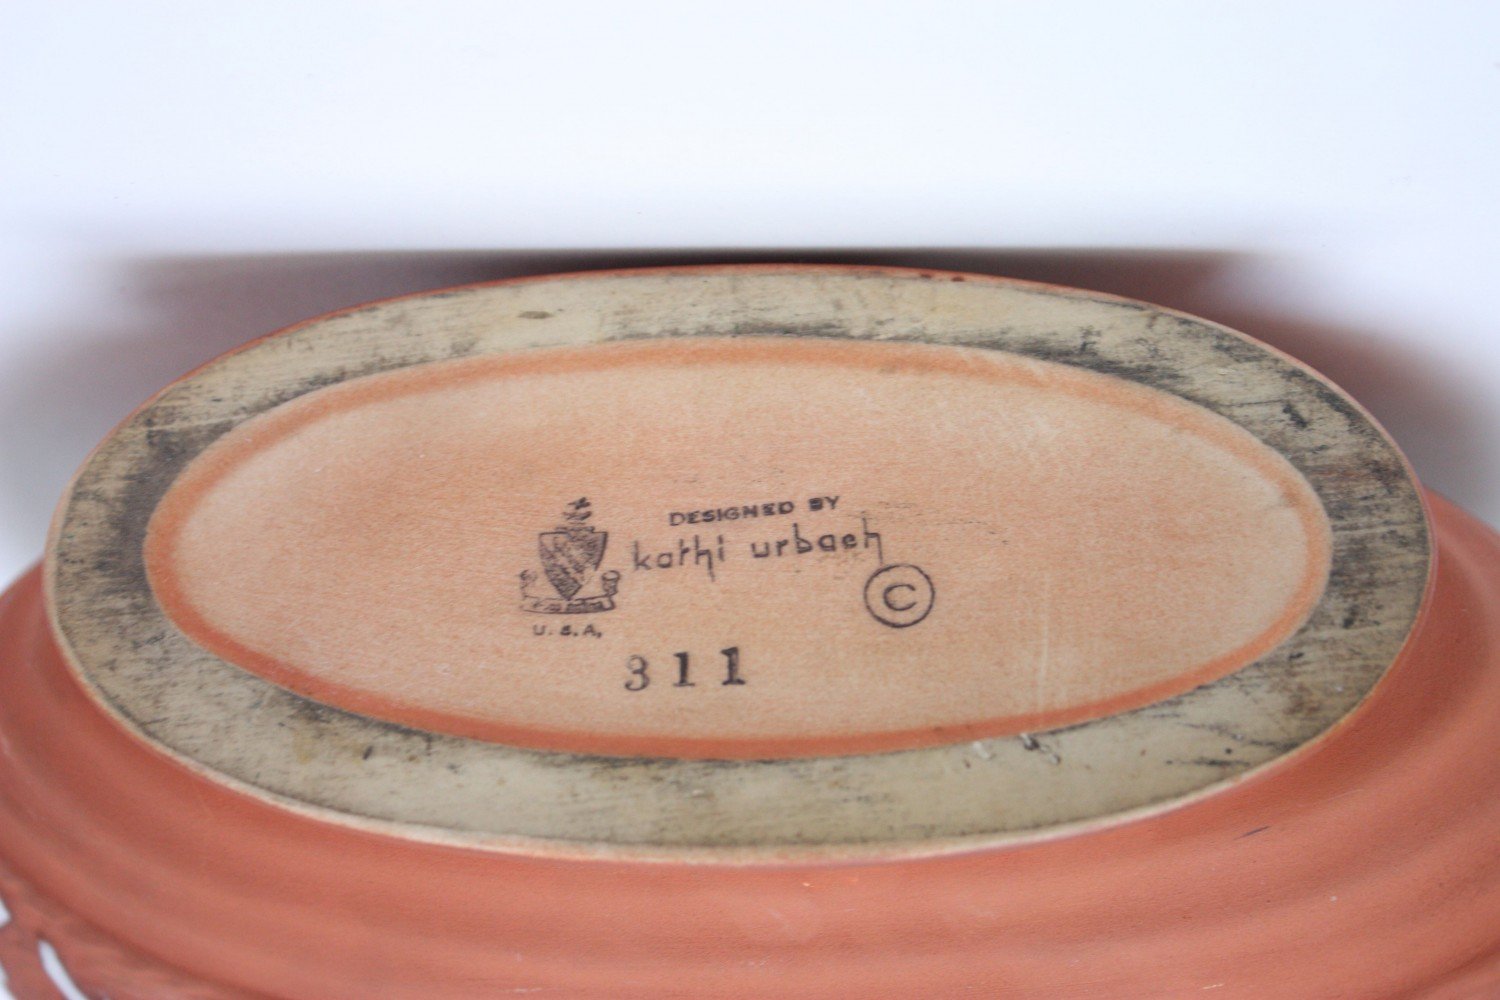 DESIGNED BY
kathi urbach
©
U.S.A.
311